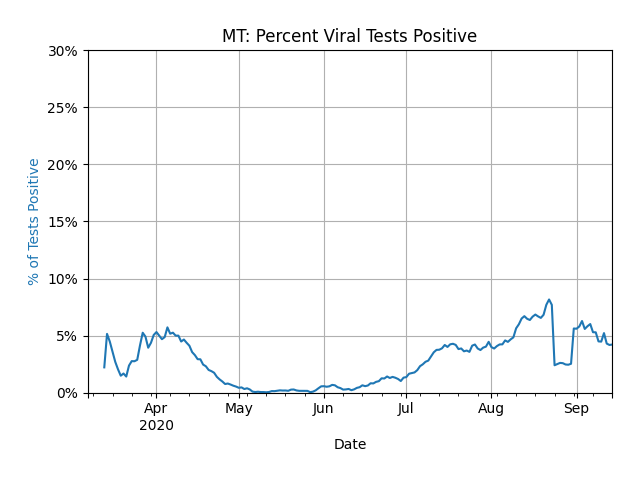 MT: Percent Viral Tests Positive
30%
25%
20%
15%
10%
5%
0%
% of Tests Positive
Apr
2020
May
Jun
Jul
Aug
Sep
Date